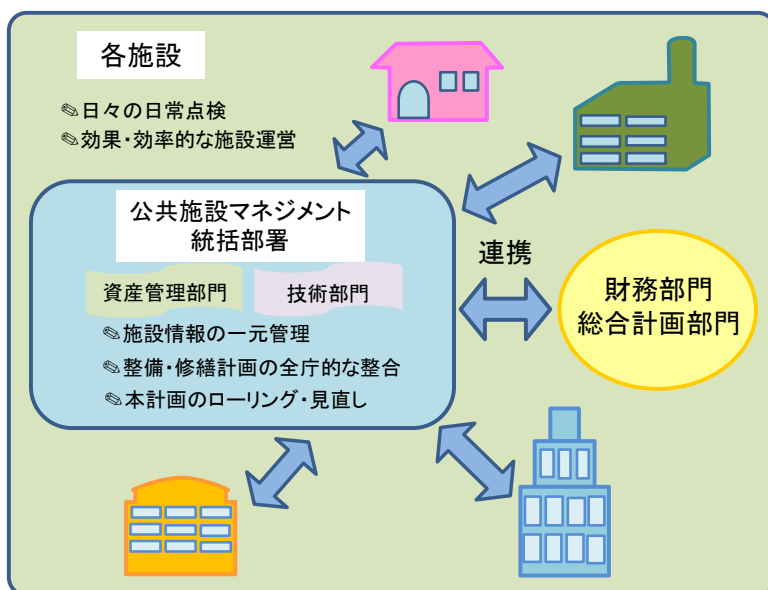 各施設
✎日々の日常点検
✎効果・効率的な施設運営
公共施設マネジメント
統括部署
資産管理部門
技術部門
✎施設情報の一元管理
✎整備・修繕計画の全庁的な整合
✎本計画のローリング・見直し
連携
財務部門
総合計画部門